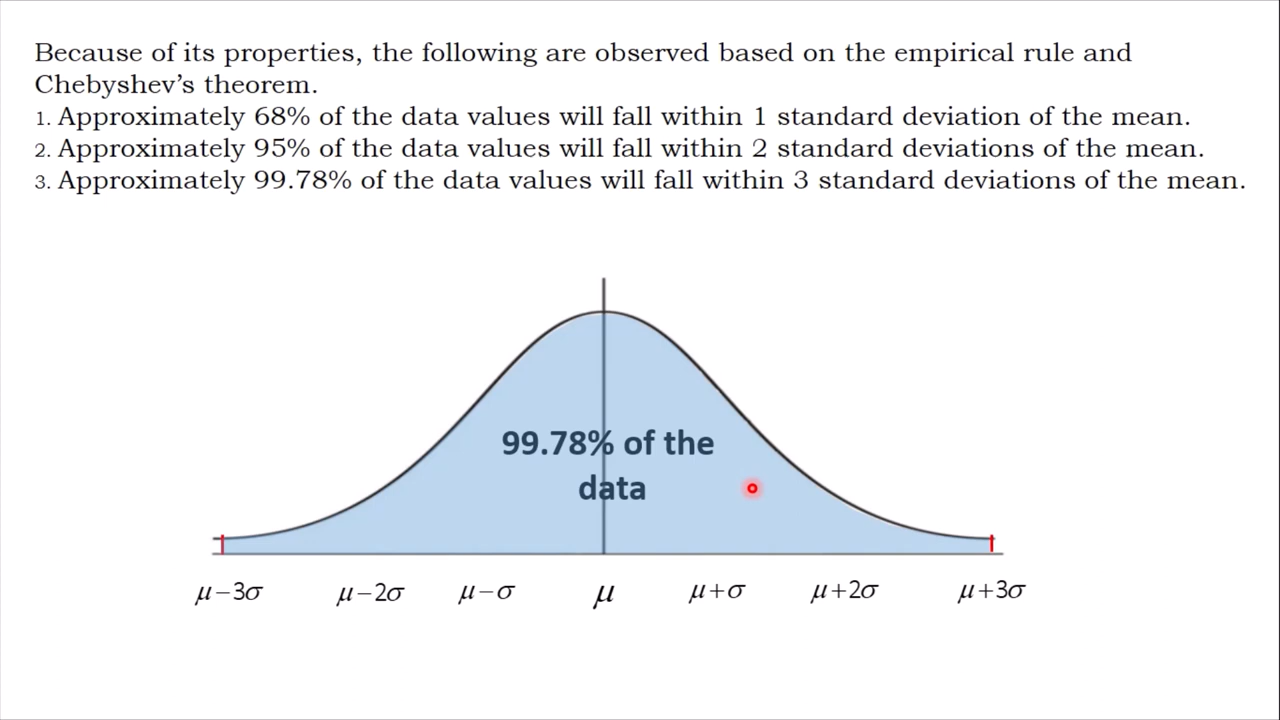 Because of its properties, the following are observed based on the empirical rule and
Chebyshev’s theorem.
1. Approximately 68% of the data values will fall within 1 standard deviation of the mean.
2. Approximately 95% of the data values will fall within 2 standard deviations of the mean.
3. Approximately 99.78% of the data values will fall within 3 standard deviations of the mean.
99.78% of the
data
μ−3σ μ−2σ μ−σ μ μ+σ μ+2σ μ+3σ